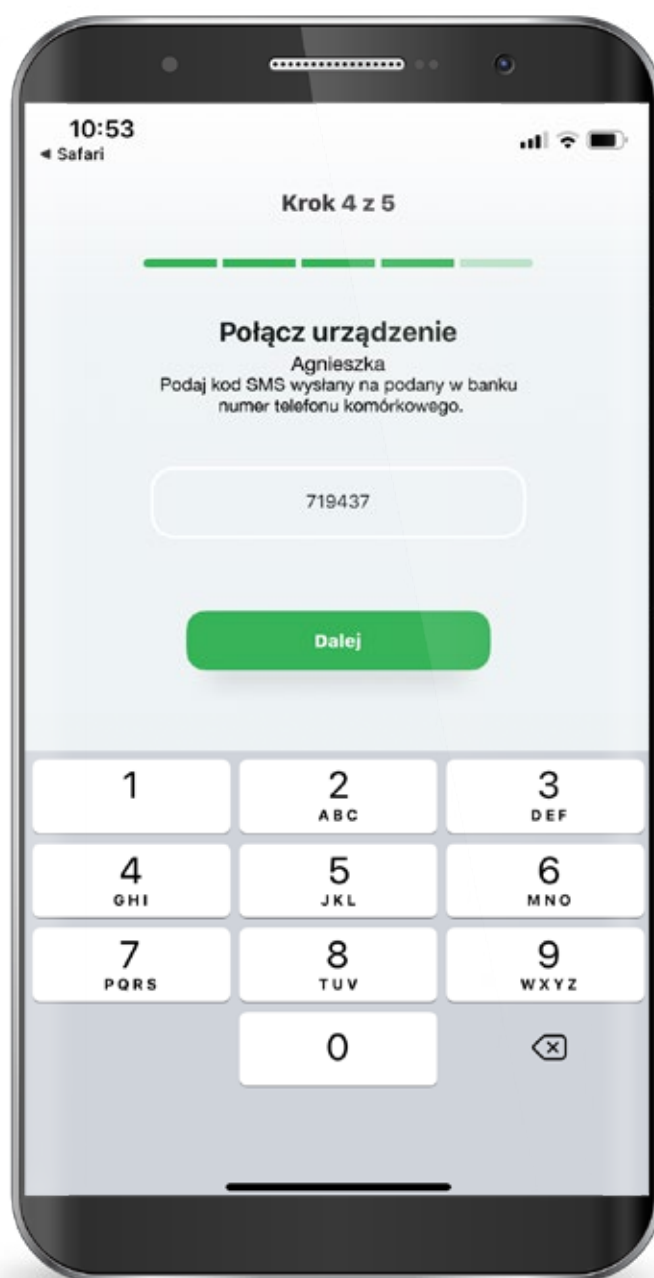 10:53
◄ Safari
Krok 4 z 5
Połącz urządzenie
Agnieszka
Podaj kod SMS wysłany na podany w banku
numer telefonu komórkowego.
719437
Dalej
1 2 3
ABC DEF
4 5 6
GHI JKL MNO
7 8 9
PQRS TUV WXYZ
0